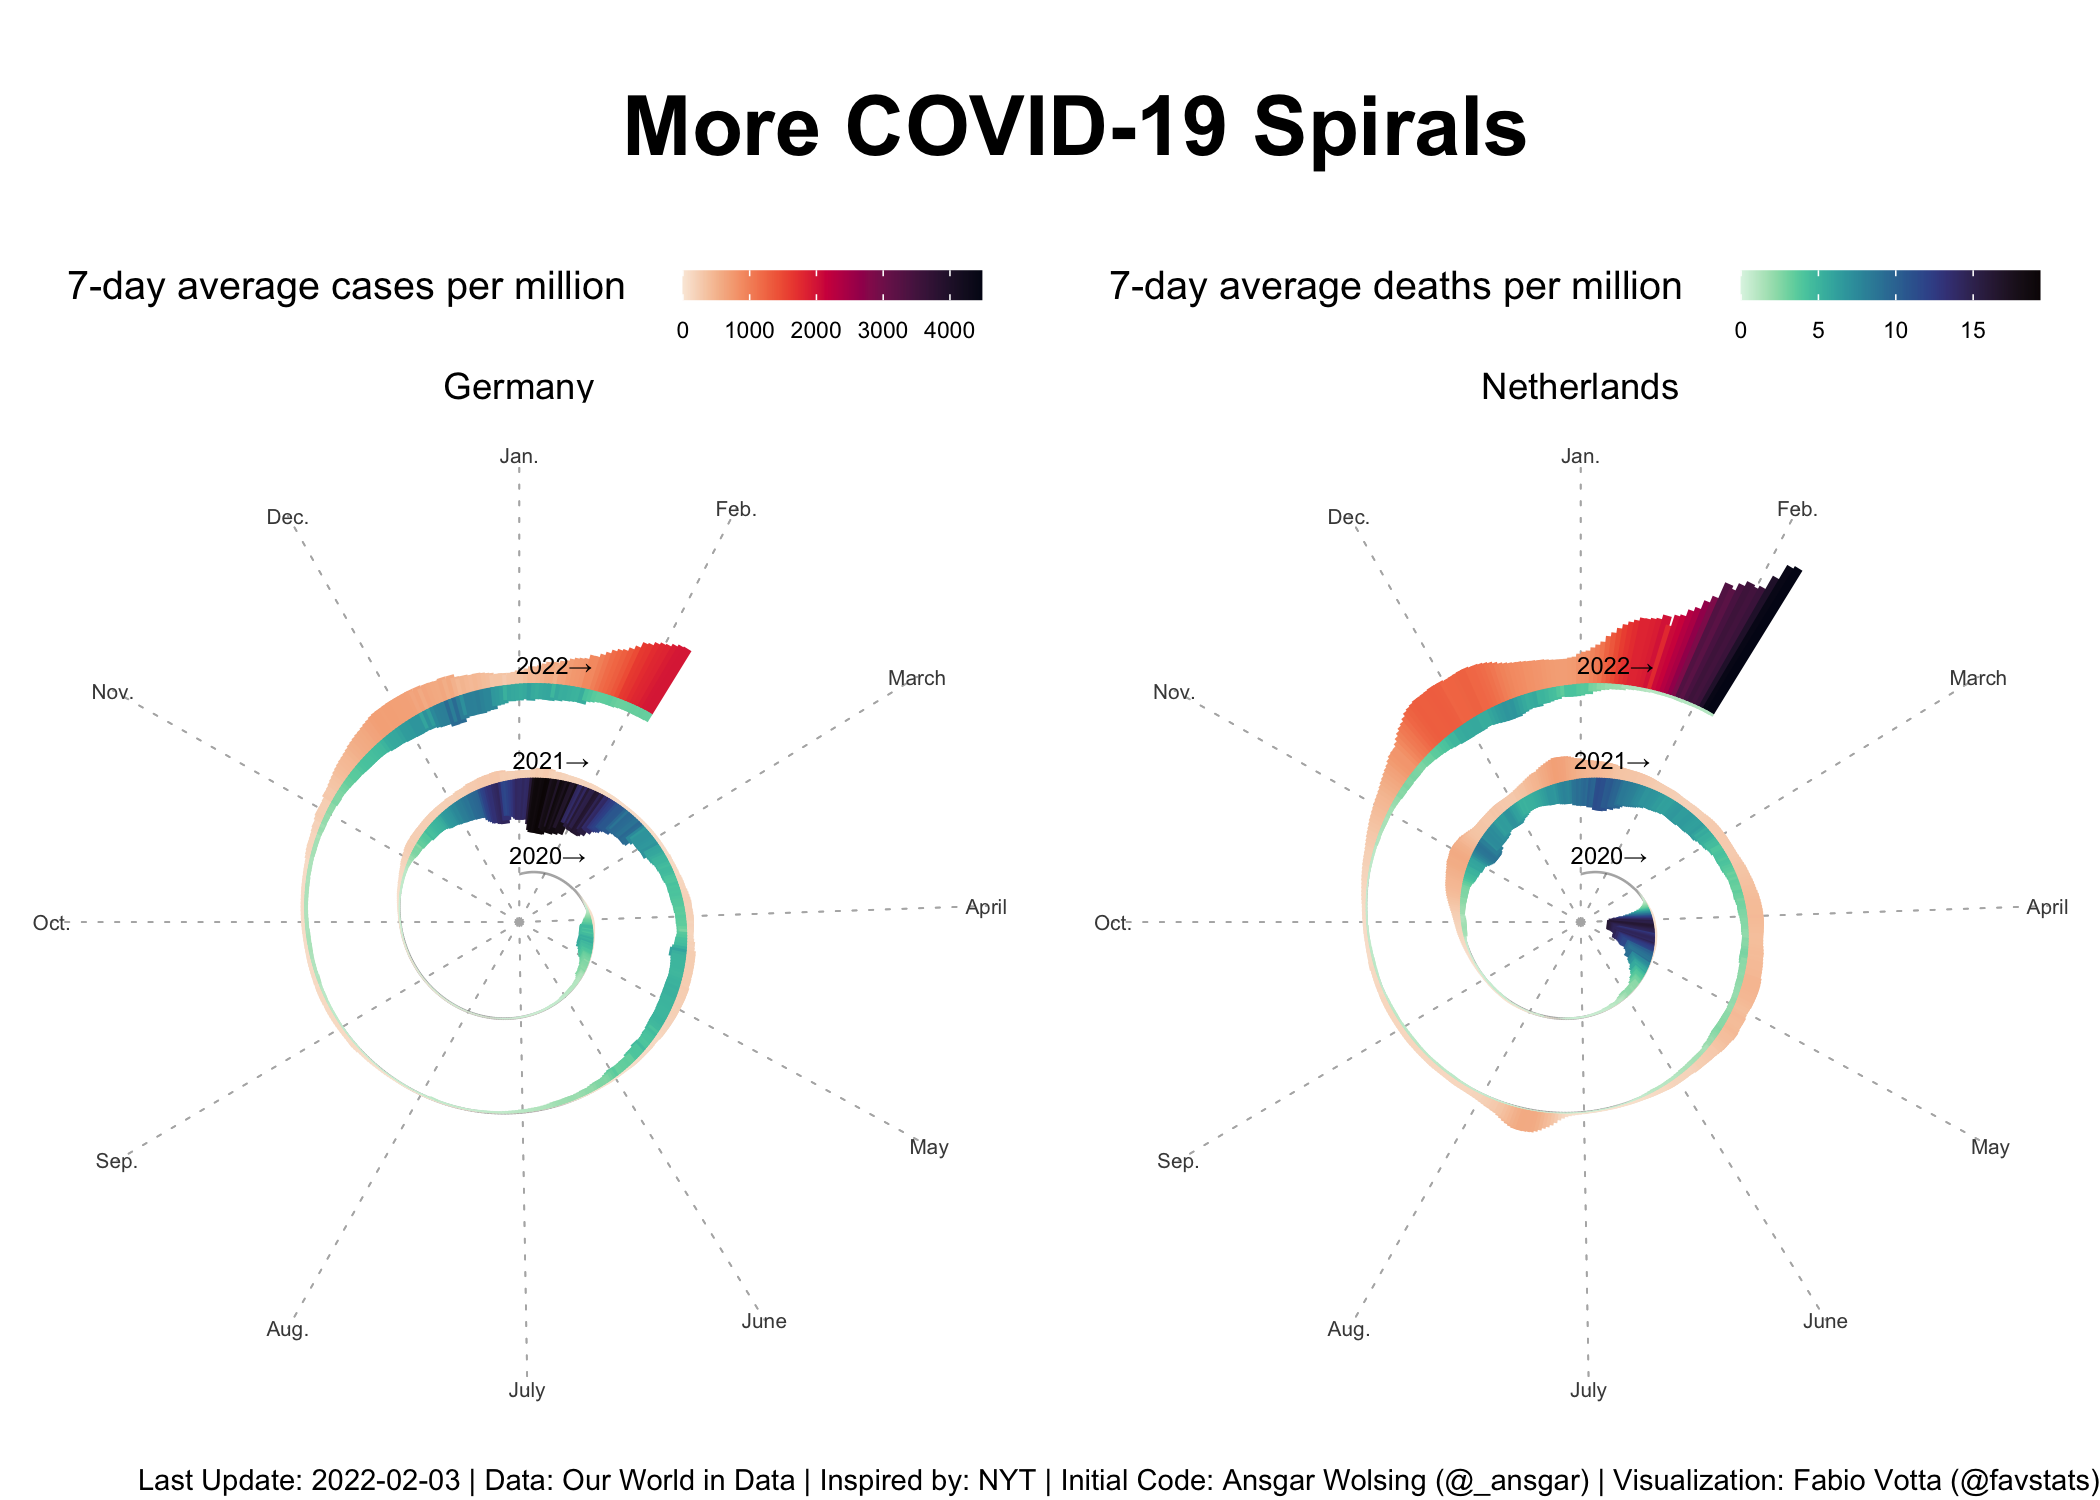 More COVID-19 Spirals
7-day average cases per million
0 1000 2000 3000 4000
7-day average deaths per million
0 5 10 15
Germany
Jan.
Feb.
March
April
May
June
July
Aug.
Sep.
Oct.
Nov.
Dec.
2022→
2021→
2020→
Netherlands
Jan.
Feb.
March
April
May
June
July
Aug.
Sep.
Oct.
Nov.
Dec.
2022→
2021→
2020→
Last Update: 2022-02-03 | Data: Our World in Data | Inspired by: NYT | Initial Code: Ansgar Wolsing (@_ansgar) | Visualization: Fabio Votta (@favstats)